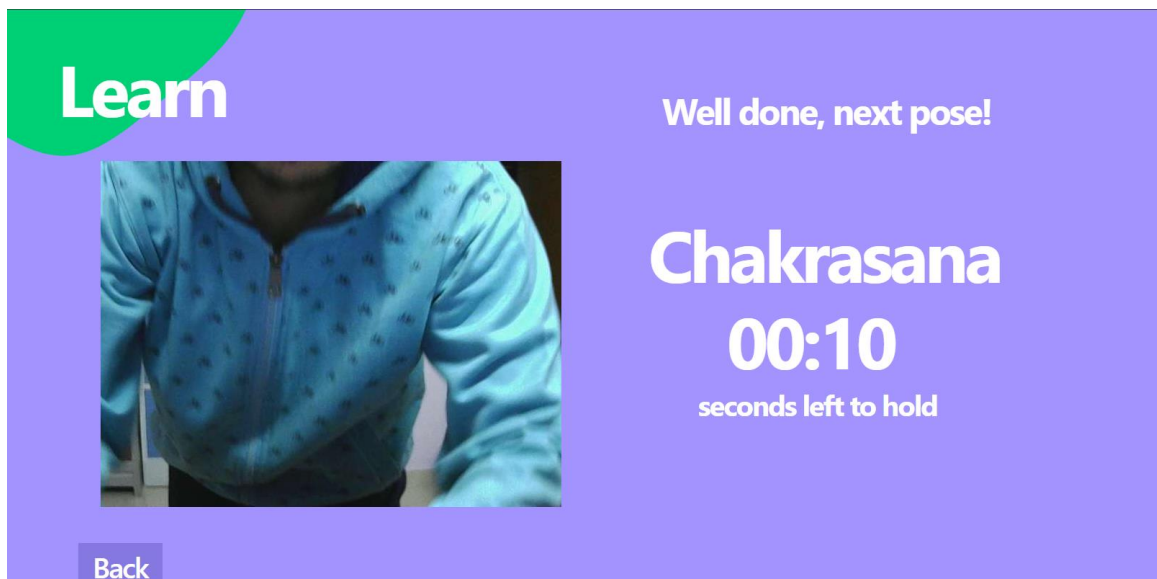 Learn
Well done, next pose!
Chakrasana
00:10
seconds left to hold
Back